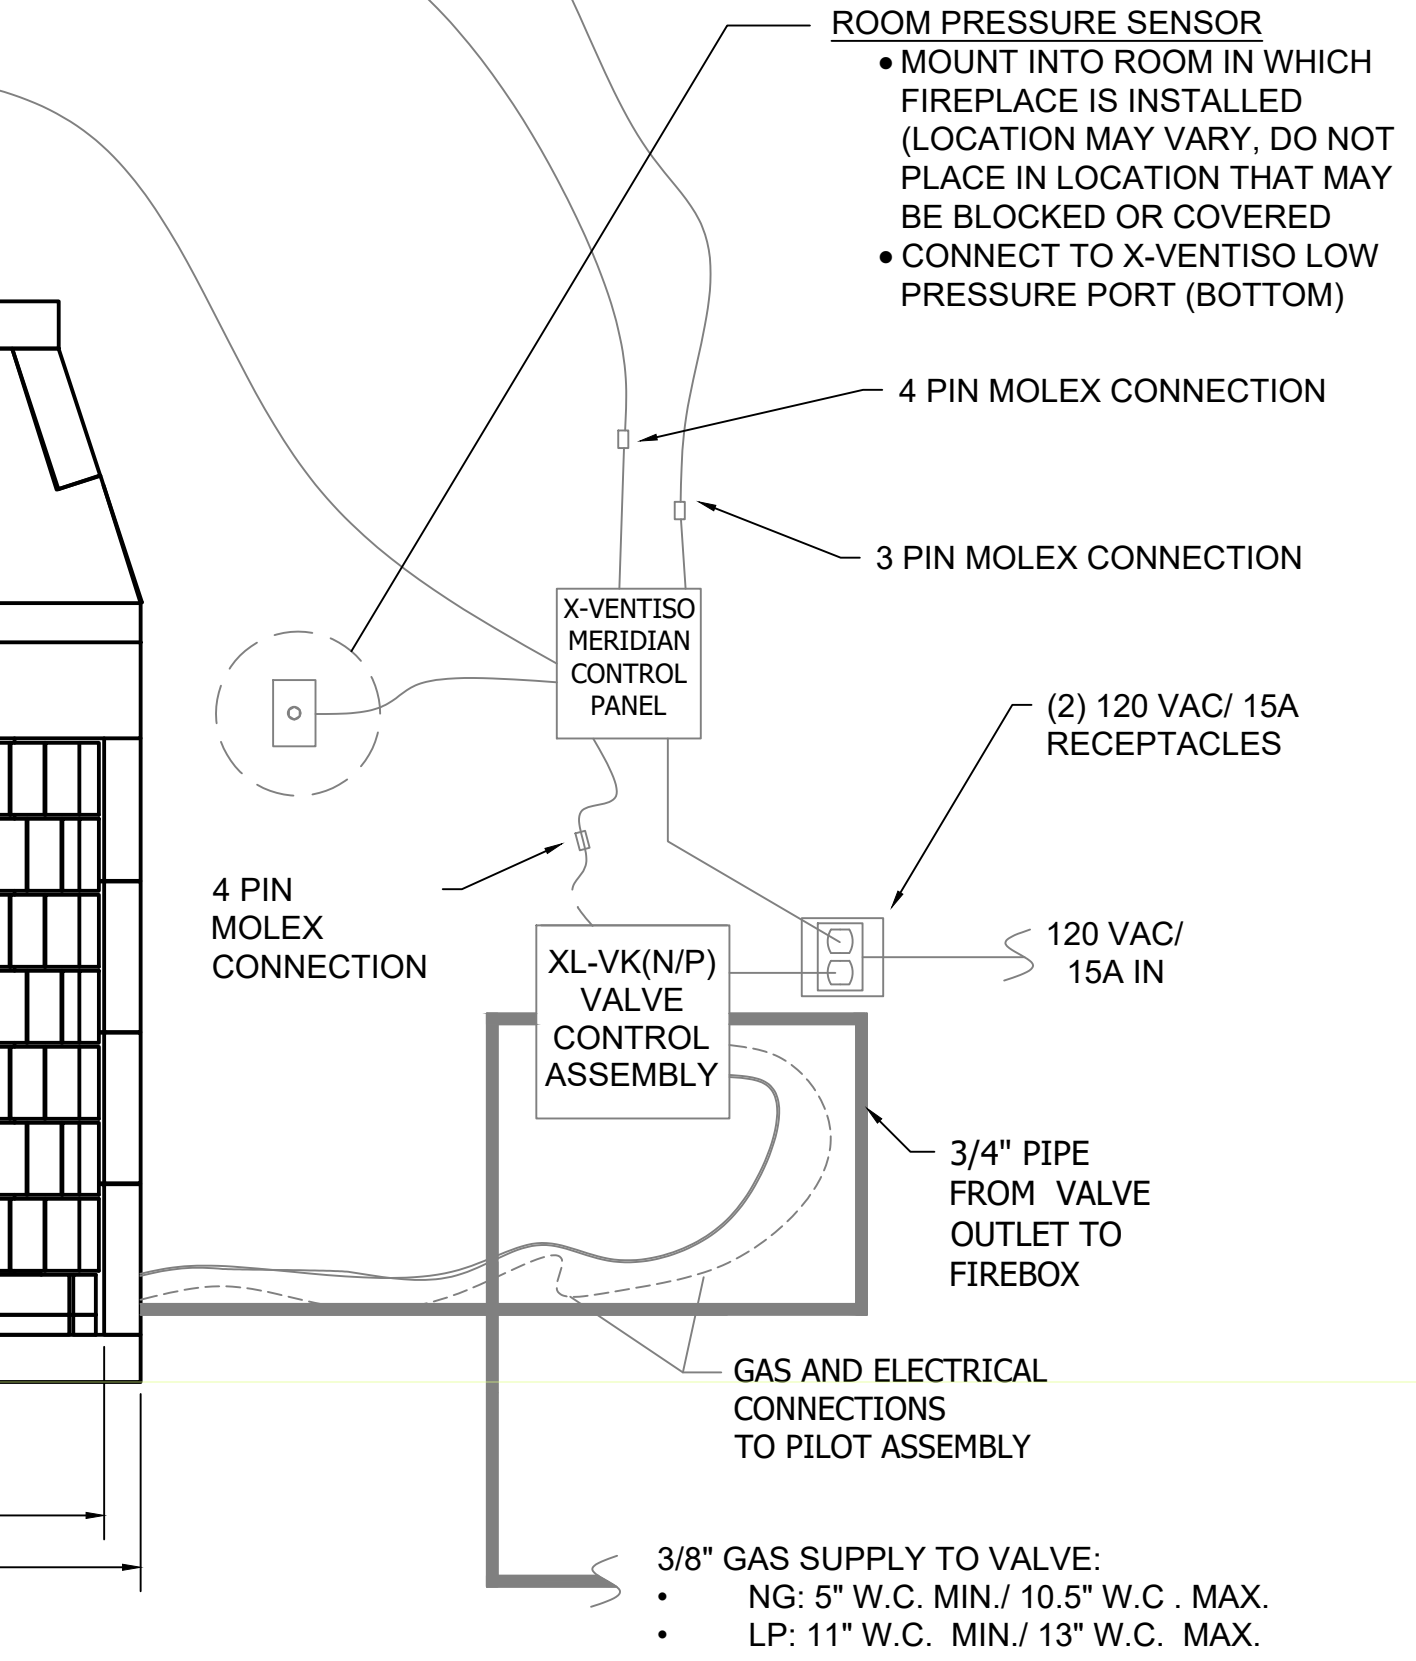 ROOM PRESSURE SENSOR
• MOUNT INTO ROOM IN WHICH
FIREPLACE IS INSTALLED
(LOCATION MAY VARY, DO NOT
PLACE IN LOCATION THAT MAY
BE BLOCKED OR COVERED
• CONNECT TO X-VENTISO LOW
PRESSURE PORT (BOTTOM)
4 PIN MOLEX CONNECTION
3 PIN MOLEX CONNECTION
X-VENTISO
MERIDIAN
CONTROL
PANEL
(2) 120 VAC/ 15A
RECEPTACLES
4 PIN
MOLEX
CONNECTION
XL-VK(N/P)
VALVE
CONTROL
ASSEMBLY
120 VAC/
15A IN
3/4" PIPE
FROM VALVE
OUTLET TO
FIREBOX
GAS AND ELECTRICAL
CONNECTIONS
TO PILOT ASSEMBLY
3/8" GAS SUPPLY TO VALVE:
• NG: 5" W.C. MIN./ 10.5" W.C . MAX.
• LP: 11" W.C. MIN./ 13" W.C. MAX.